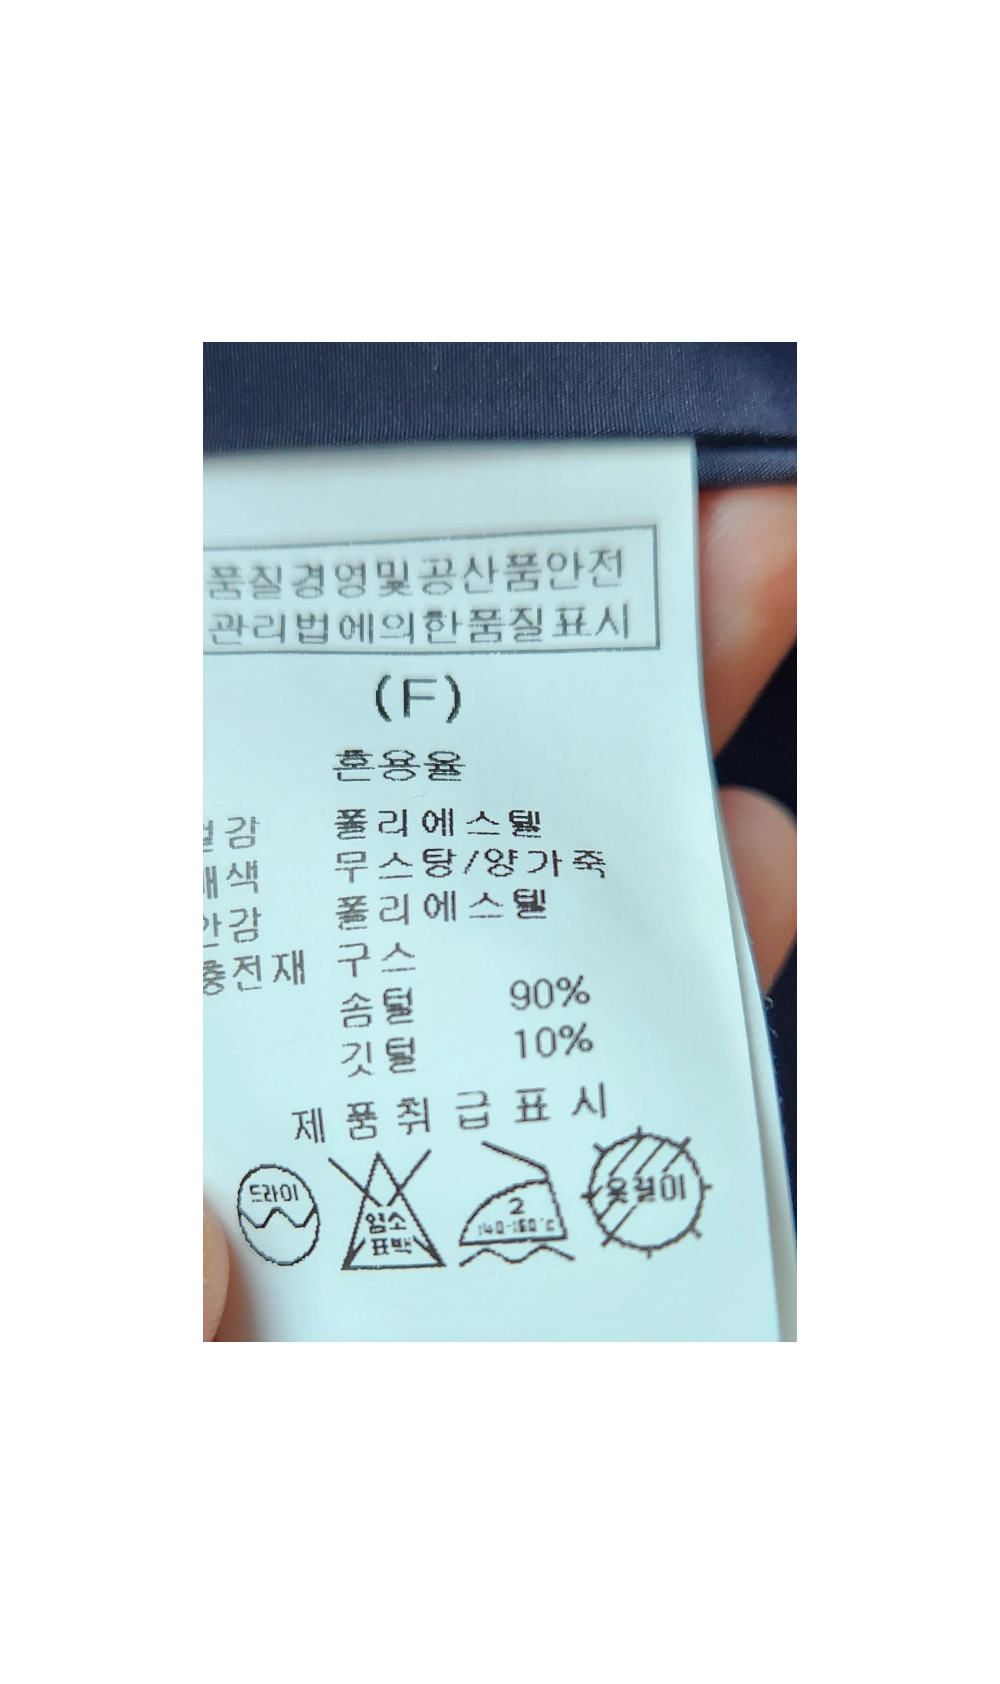 품질경영및공산품안전
관리법에의한품질표시
(F)
혼용율
겉감 폴리에스텔
배색 무스탕/양가죽
안감 폴리에스텔
충전재 구스
솜털 90%
깃털 10%
제품취급표시
드라이
염소
표백
2
140-160℃
옷걸이